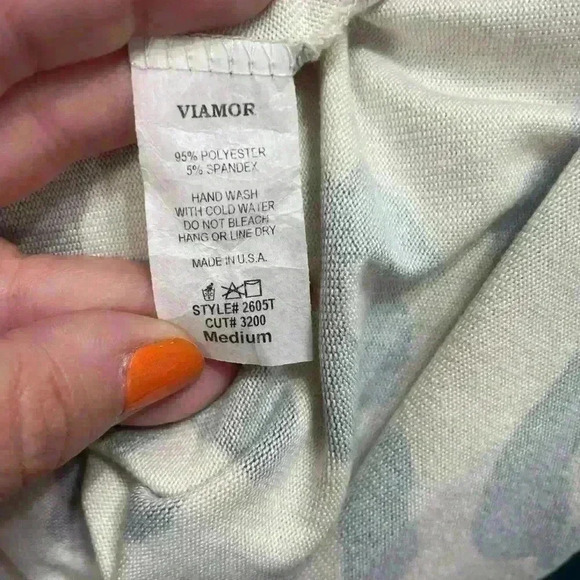 VIAMOR
95% POLYESTER
5% SPANDEX
HAND WASH
WITH COLD WATER
DO NOT BLEACH
HANG OR LINE DRY
MADE IN U.S.A.
STYLE# 2605T
CUT# 3200
Medium